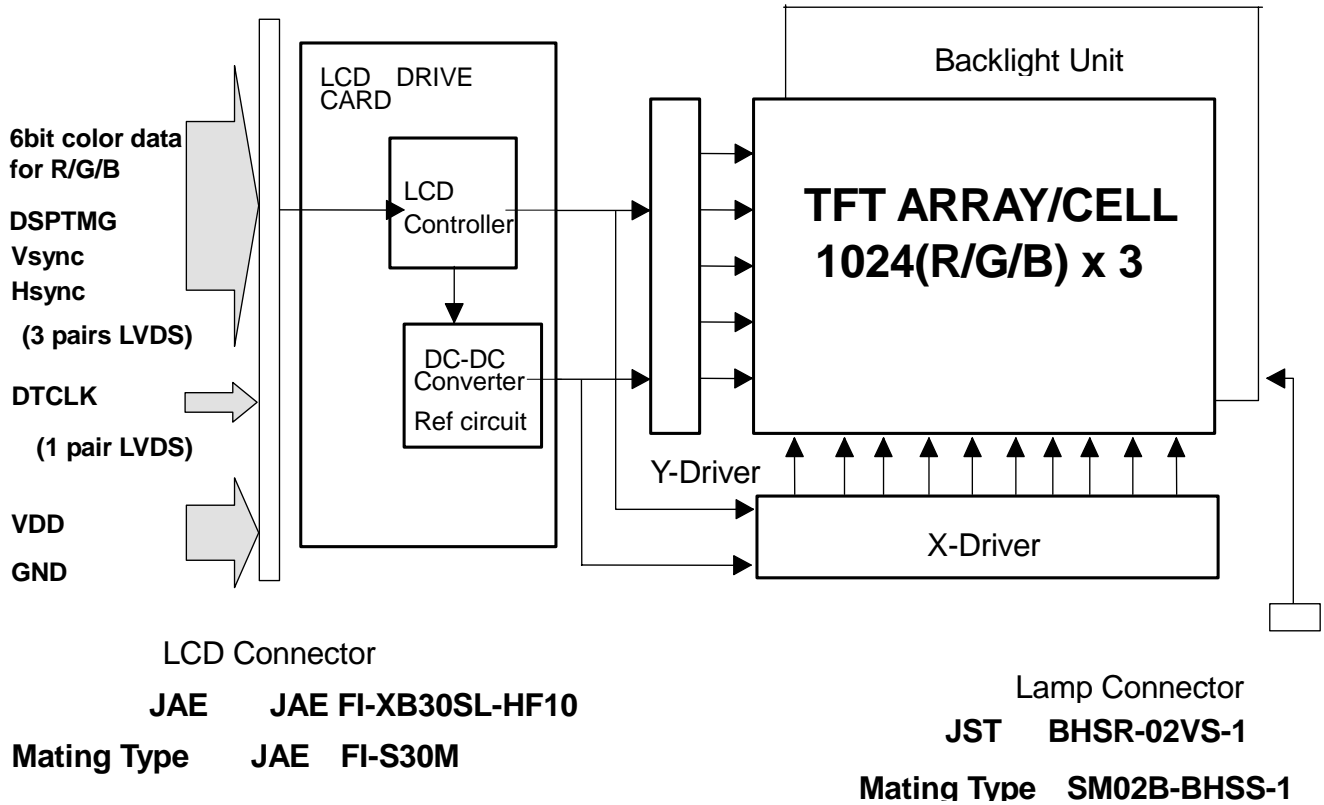 6bit color data
for R/G/B
DSPTMG
Vsync
Hsync
(3 pairs LVDS)
DTCLK
(1 pair LVDS)
VDD
GND
LCD DRIVE
CARD
LCD
Controller
DC-DC
Converter
Ref circuit
Backlight Unit
TFT ARRAY/CELL
1024(R/G/B) x 3
Y-Driver
X-Driver
LCD Connector
JAE JAE FI-XB30SL-HF10
Mating Type JAE FI-S30M
Lamp Connector
JST BHSR-02VS-1
Mating Type SM02B-BHSS-1